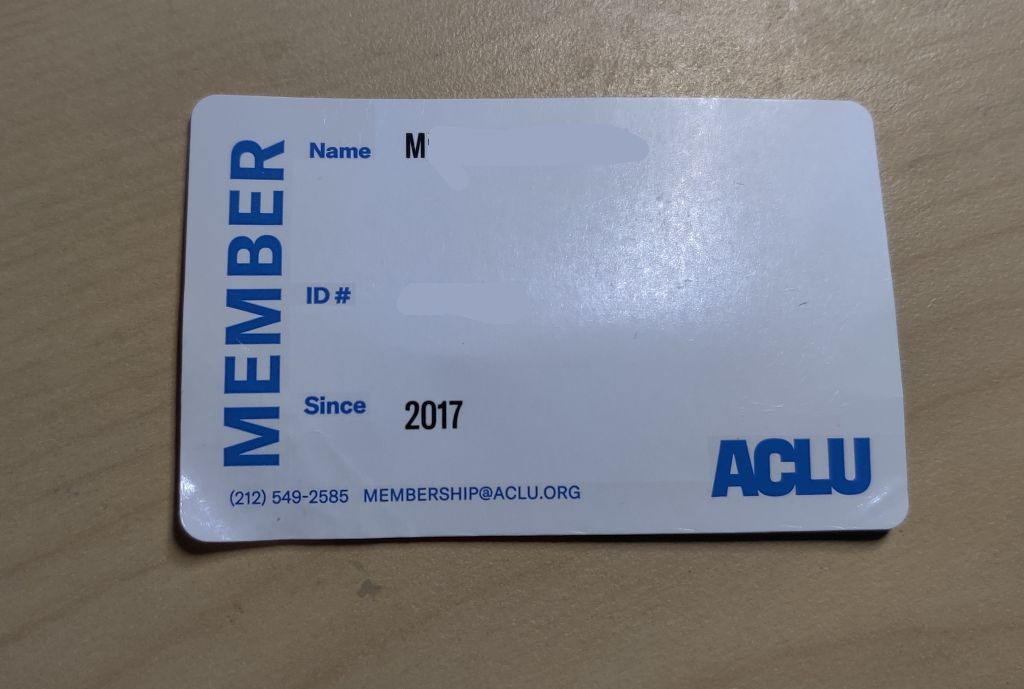 MEMBER
Name M
ID #
Since 2017
(212) 549-2585 MEMBERSHIP@ACLU.ORG
ACLU